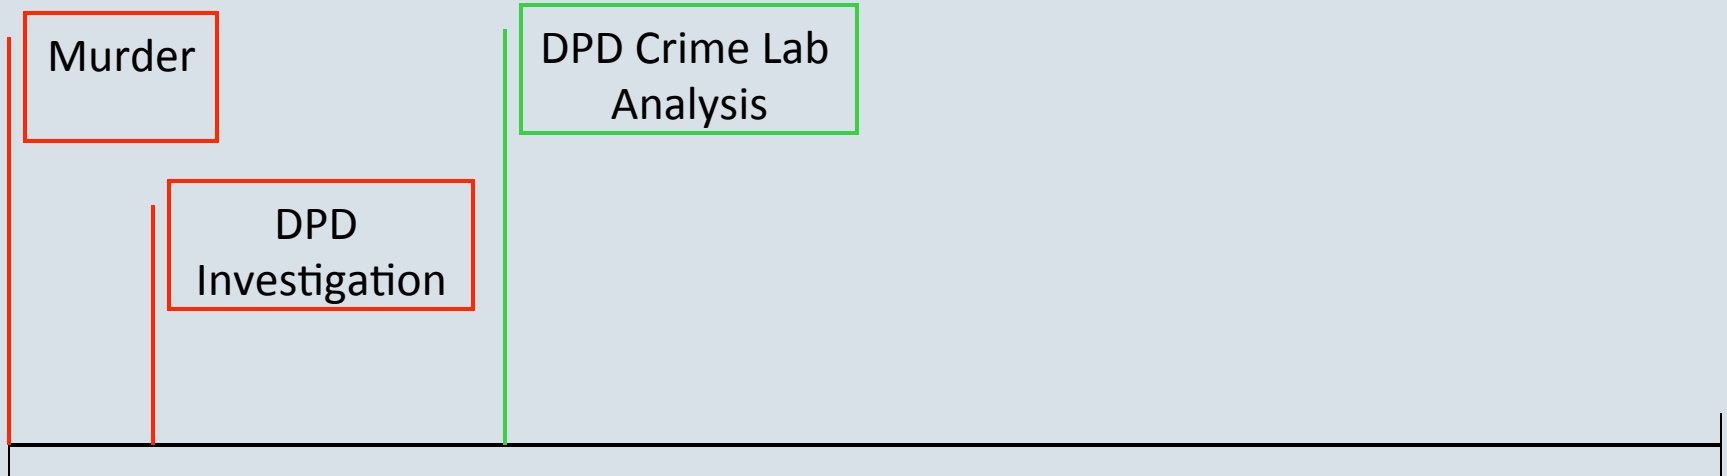 Murder
DPD Crime Lab
Analysis
DPD
Investigation